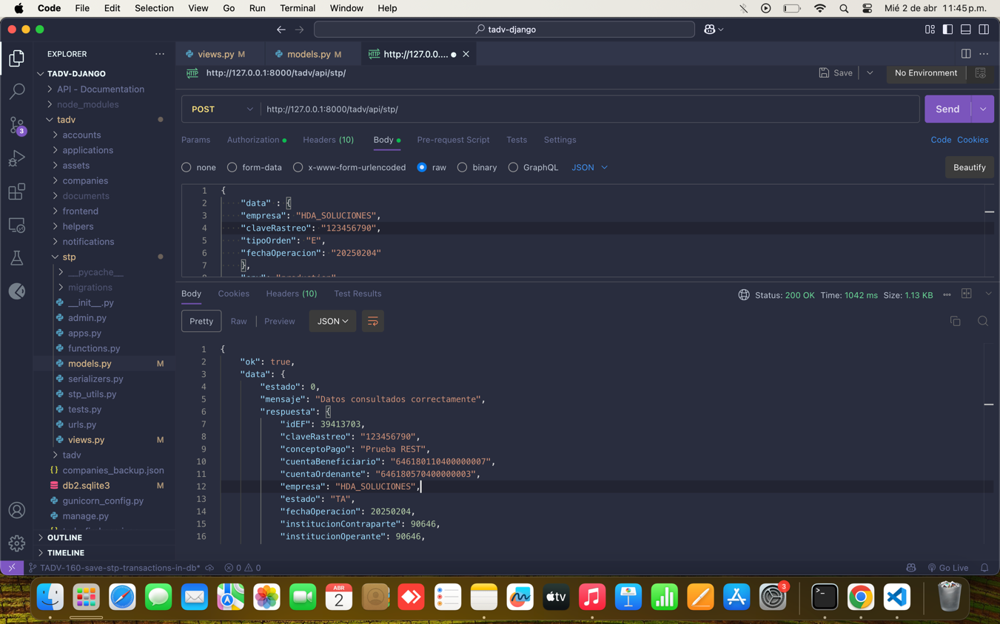 Code File Edit Selection View Go Run Terminal Window Help Mié 2 de abr 11:45 p.m.
tadv-django
EXPLORER
views.py M models.py M HTTP http://127.0.0....
TADV-DJANGO
API - Documentation
node_modules
tadv
accounts
applications
assets
companies
documents
frontend
helpers
notifications
stp
__pycache__
migrations
__init__.py
admin.py
apps.py
functions.py
models.py M
serializers.py
stp_utils.py
tests.py
urls.py
views.py M
tadv
{} companies_backup.json
db2.sqlite3 M
gunicorn_config.py
manage.py
OUTLINE
TIMELINE
3
HTTP http://127.0.0.1:8000/tadv/api/stp/ Save No Environment
POST http://127.0.0.1:8000/tadv/api/stp/ Send
Params Authorization Headers (10) Body Pre-request Script Tests Settings Code Cookies
none form-data x-www-form-urlencoded raw binary GraphQL JSON Beautify
1 {
2 "data" : {
3 "empresa": "HDA_SOLUCIONES",
4 "claveRastreo": "123456790",
5 "tipoOrden": "E",
6 "fechaOperacion": "20250204"
7 },
Body Cookies Headers (10) Test Results Status: 200 OK Time: 1042 ms Size: 1.13 KB
Pretty Raw Preview JSON
1 {
2 "ok": true,
3 "data": {
4 "estado": 0,
5 "mensaje": "Datos consultados correctamente",
6 "respuesta": {
7 "idEF": 39413703,
8 "claveRastreo": "123456790",
9 "conceptoPago": "Prueba REST",
10 "cuentaBeneficiario": "646180110400000007",
11 "cuentaOrdenante": "646180570400000003",
12 "empresa": "HDA_SOLUCIONES",
13 "estado": "TA",
14 "fechaOperacion": 20250204,
15 "institucionContraparte": 90646,
16 "institucionOperante": 90646,
TADV-160-save-stp-transactions-in-db* 0 0 Go Live
ABR
2
tv
3